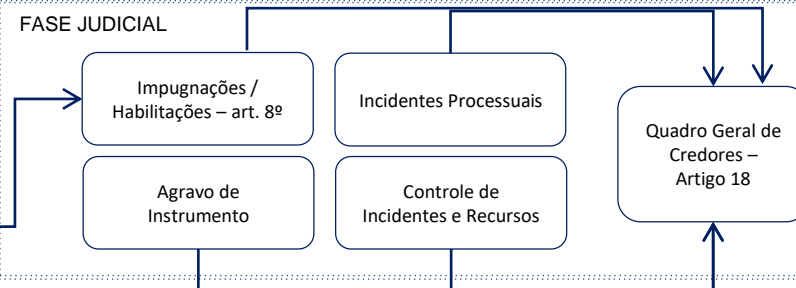 FASE JUDICIAL
Impugnações /
Habilitações – art. 8º
Incidentes Processuais
Quadro Geral de
Credores –
Artigo 18
Agravo de
Instrumento
Controle de
Incidentes e Recursos